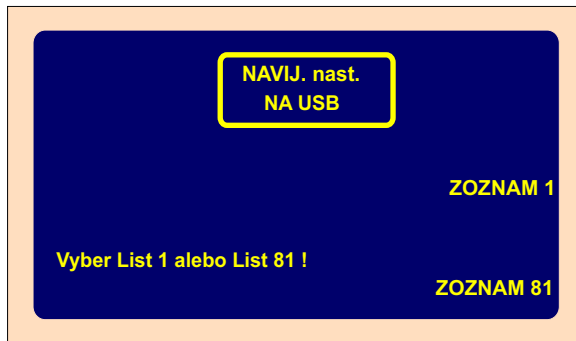 NAVIJ. nast.
NA USB
ZOZNAM 1
Vyber List 1 alebo List 81 !
ZOZNAM 81